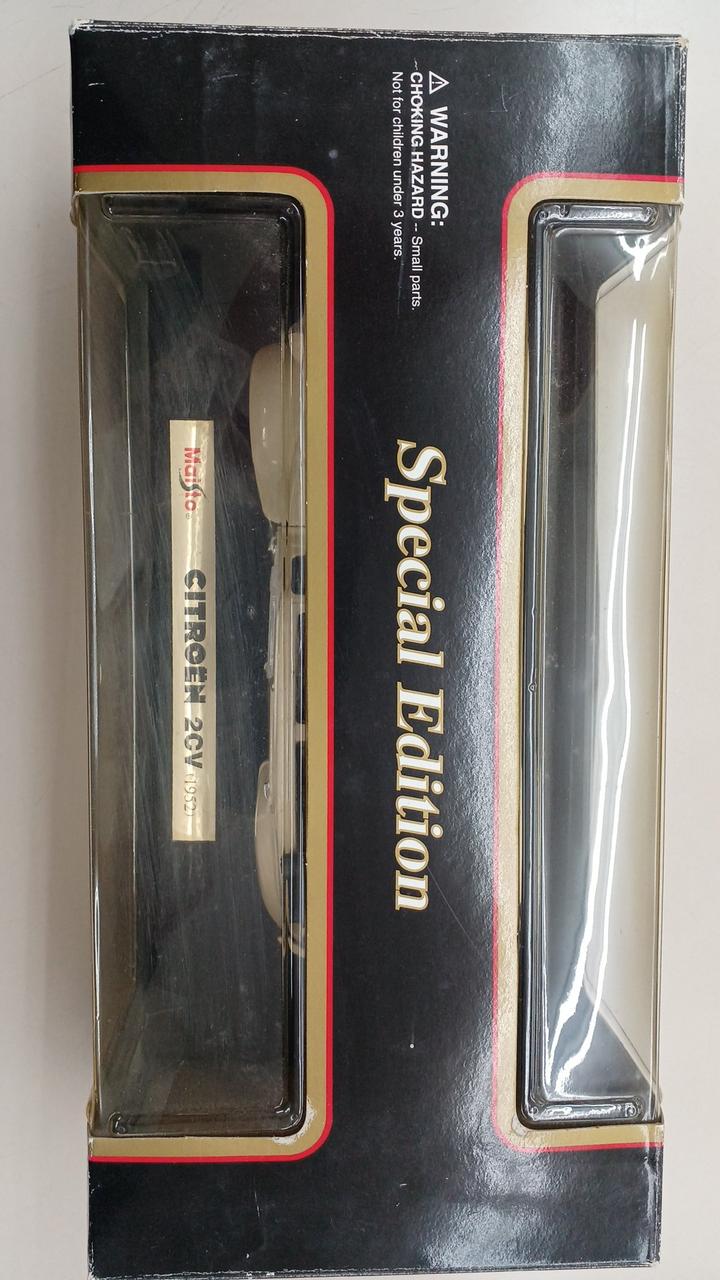 ⚠ WARNING:
CHOKING HAZARD -- Small parts.
Not for children under 3 years.
Special Edition
Maisto®
CITROËN 2CV (1952)